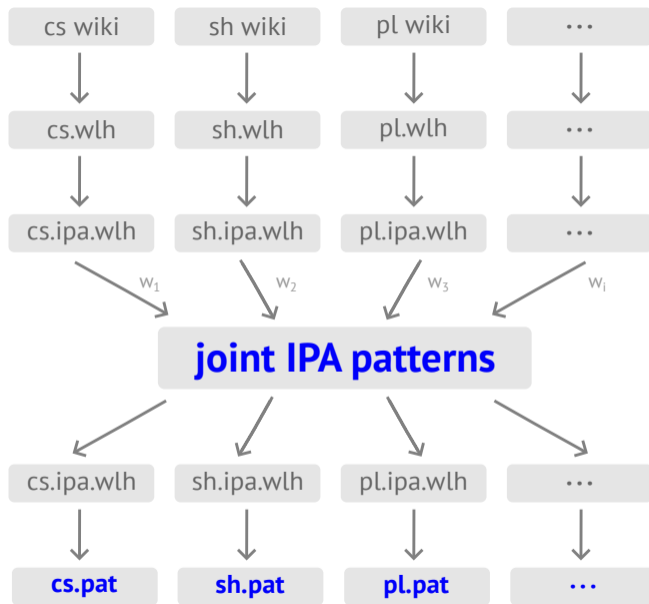 cs wiki sh wiki pl wiki ...
cs.wlh sh.wlh pl.wlh ...
cs.ipa.wlh sh.ipa.wlh pl.ipa.wlh ...
w₁ w₂ w₃ wᵢ
joint IPA patterns
cs.ipa.wlh sh.ipa.wlh pl.ipa.wlh ...
cs.pat sh.pat pl.pat ...